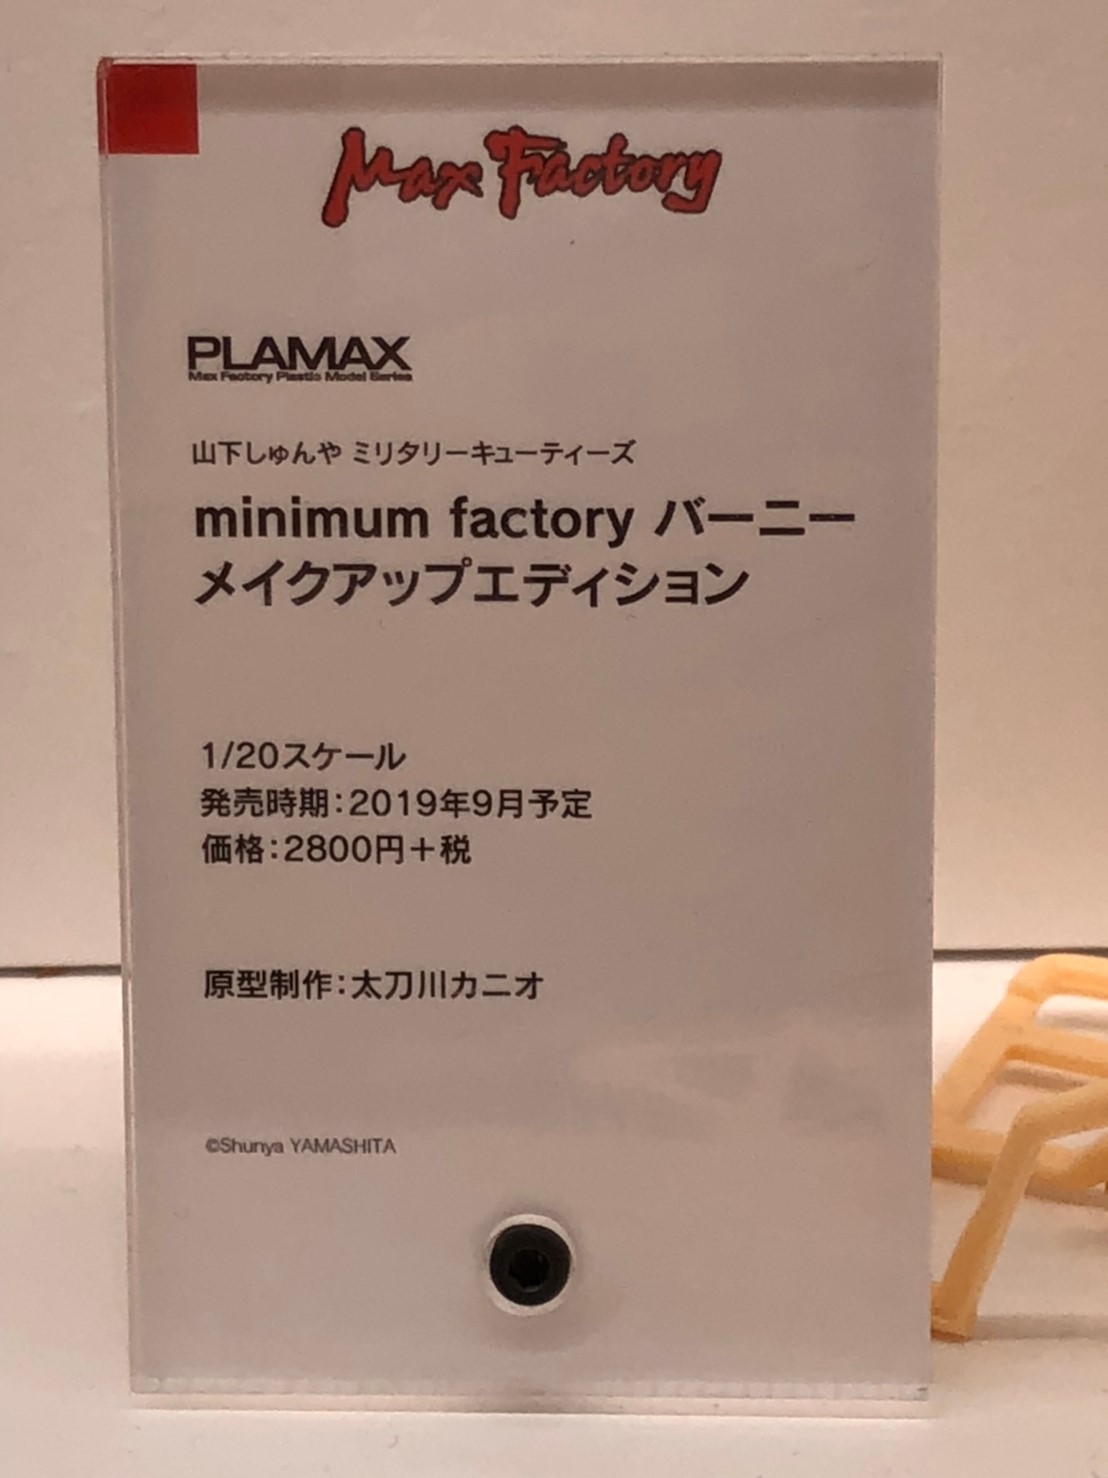 Max Factory
PLAMAX
Max Factory Plastic Model Series
山下しゅんや ミリタリーキューティーズ
minimum factory バーニー
メイクアップエディション
1/20スケール
発売時期:2019年9月予定
価格:2800円+税
原型制作:太刀川カニオ
©Shunya YAMASHITA